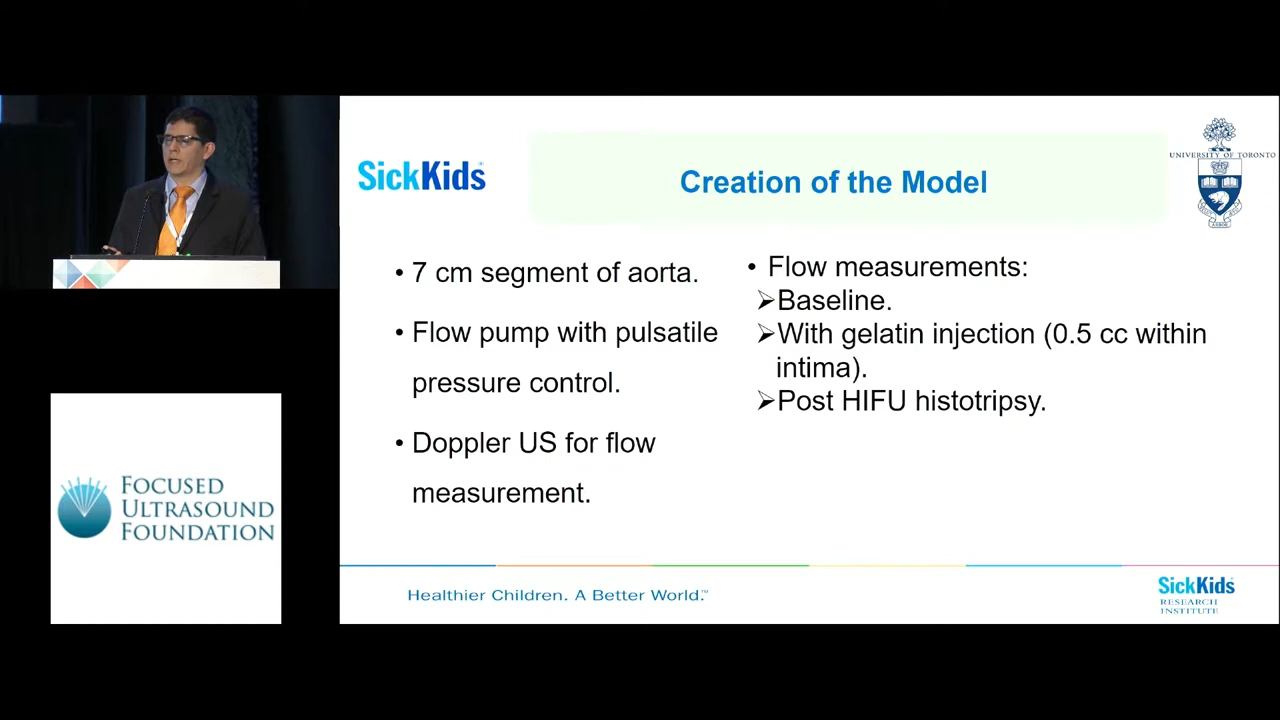 SickKids
Creation of the Model
UNIVERSITY OF TORONTO
• 7 cm segment of aorta.
• Flow pump with pulsatile
pressure control.
• Doppler US for flow
measurement.
• Flow measurements:
➢Baseline.
➢With gelatin injection (0.5 cc within
intima).
➢Post HIFU histotripsy.
FOCUSED
ULTRASOUND
FOUNDATION
Healthier Children. A Better World.™
SickKids
RESEARCH
INSTITUTE